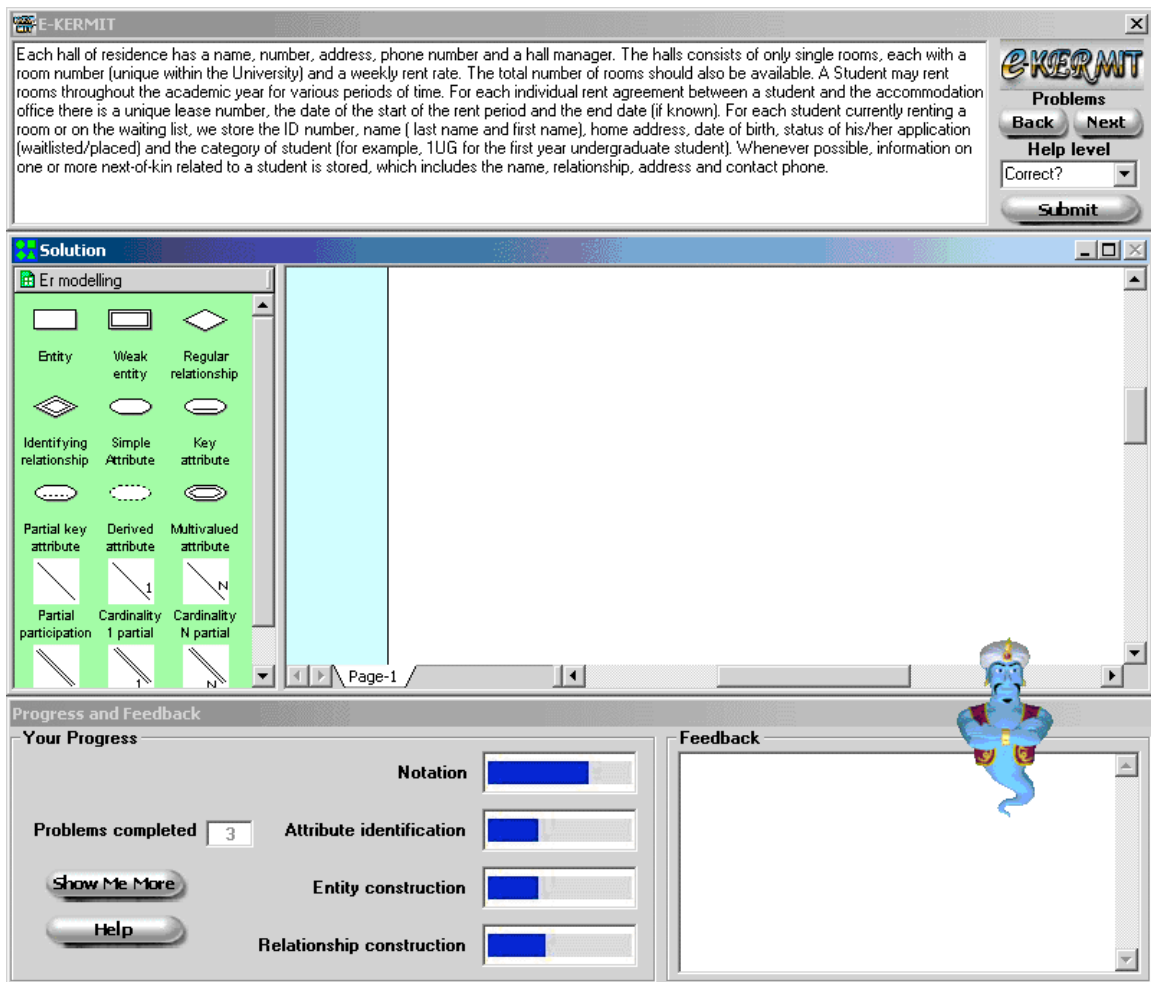 E-KERMIT
Each hall of residence has a name, number, address, phone number and a hall manager. The halls consists of only single rooms, each with a
room number (unique within the University) and a weekly rent rate. The total number of rooms should also be available. A Student may rent
rooms throughout the academic year for various periods of time. For each individual rent agreement between a student and the accommodation
office there is a unique lease number, the date of the start of the rent period and the end date (if known). For each student currently renting a
room or on the waiting list, we store the ID number, name ( last name and first name), home address, date of birth, status of his/her application
(waitlisted/placed) and the category of student (for example, 1UG for the first year undergraduate student). Whenever possible, information on
one or more next-of-kin related to a student is stored, which includes the name, relationship, address and contact phone.
e-KERMIT
Problems
Back Next
Help level
Correct?
Submit
Solution
Er modelling
Entity Weak Regular
entity relationship
Identifying Simple Key
relationship Attribute attribute
Partial key Derived Multivalued
attribute attribute attribute
1 N
Partial Cardinality Cardinality
participation 1 partial N partial
1 N
Page-1
Progress and Feedback
Your Progress
Feedback
Notation
Problems completed 3
Attribute identification
Show Me More
Entity construction
Help
Relationship construction